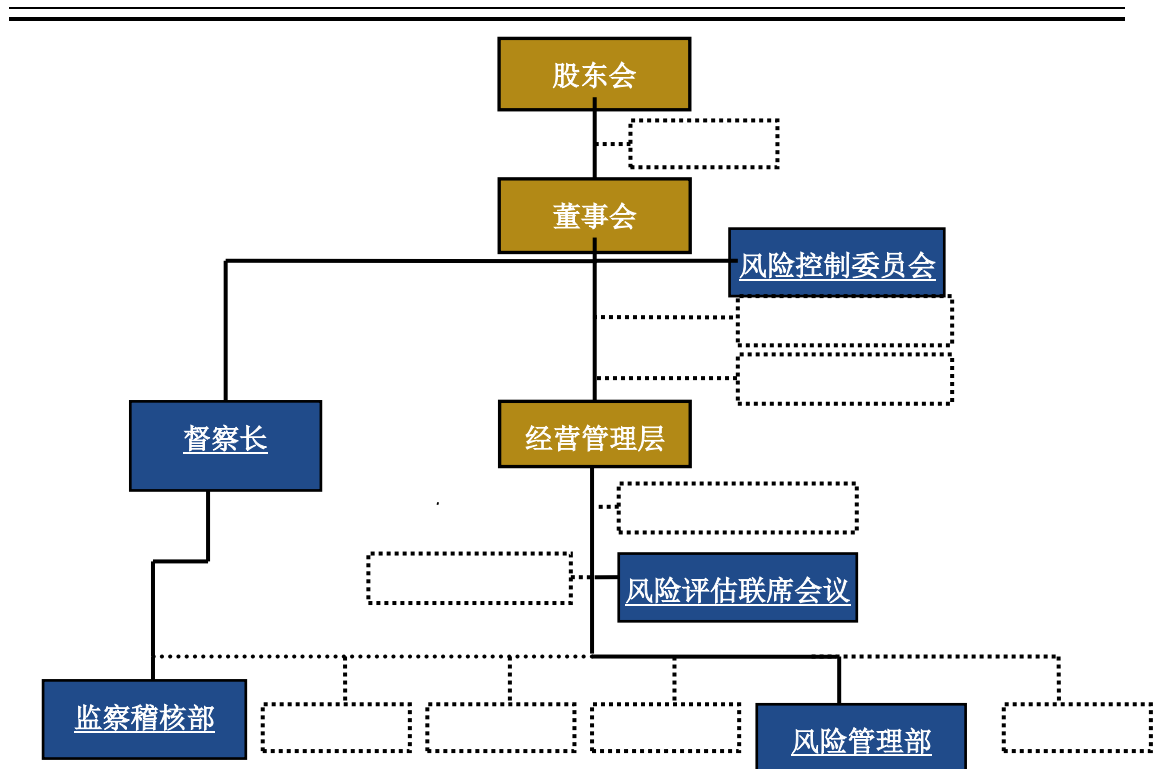 股东会
董事会
风险控制委员会
督察长
经营管理层
风险评估联席会议
监察稽核部
风险管理部